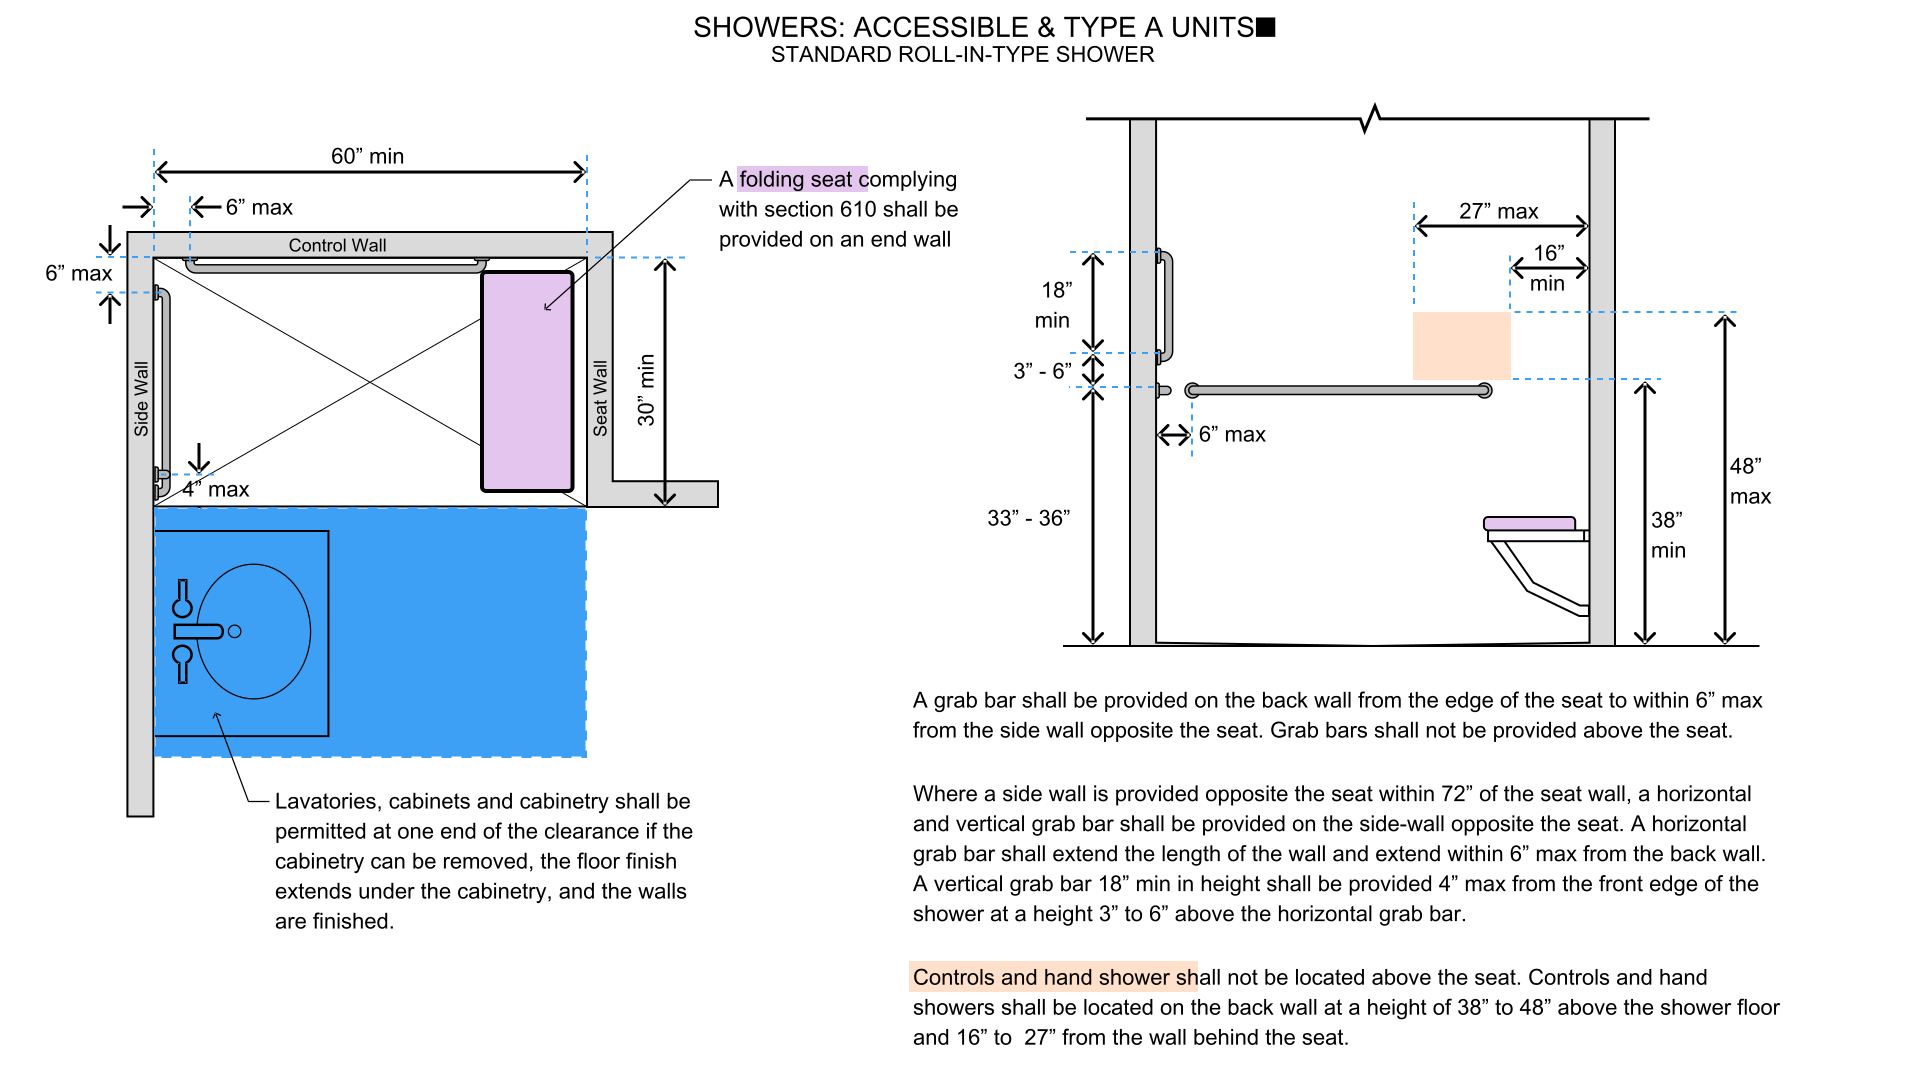 SHOWERS: ACCESSIBLE & TYPE A UNITS■
STANDARD ROLL-IN-TYPE SHOWER
60” min
6” max
6” max
Control Wall
Side Wall
Seat Wall
30” min
4” max
A folding seat complying
with section 610 shall be
provided on an end wall
Lavatories, cabinets and cabinetry shall be
permitted at one end of the clearance if the
cabinetry can be removed, the floor finish
extends under the cabinetry, and the walls
are finished.
27” max
16”
min
18”
min
3” - 6”
6” max
33” - 36”
48”
max
38”
min
A grab bar shall be provided on the back wall from the edge of the seat to within 6” max
from the side wall opposite the seat. Grab bars shall not be provided above the seat.
Where a side wall is provided opposite the seat within 72” of the seat wall, a horizontal
and vertical grab bar shall be provided on the side-wall opposite the seat. A horizontal
grab bar shall extend the length of the wall and extend within 6” max from the back wall.
A vertical grab bar 18” min in height shall be provided 4” max from the front edge of the
shower at a height 3” to 6” above the horizontal grab bar.
Controls and hand shower shall not be located above the seat. Controls and hand
showers shall be located on the back wall at a height of 38” to 48” above the shower floor
and 16” to  27” from the wall behind the seat.